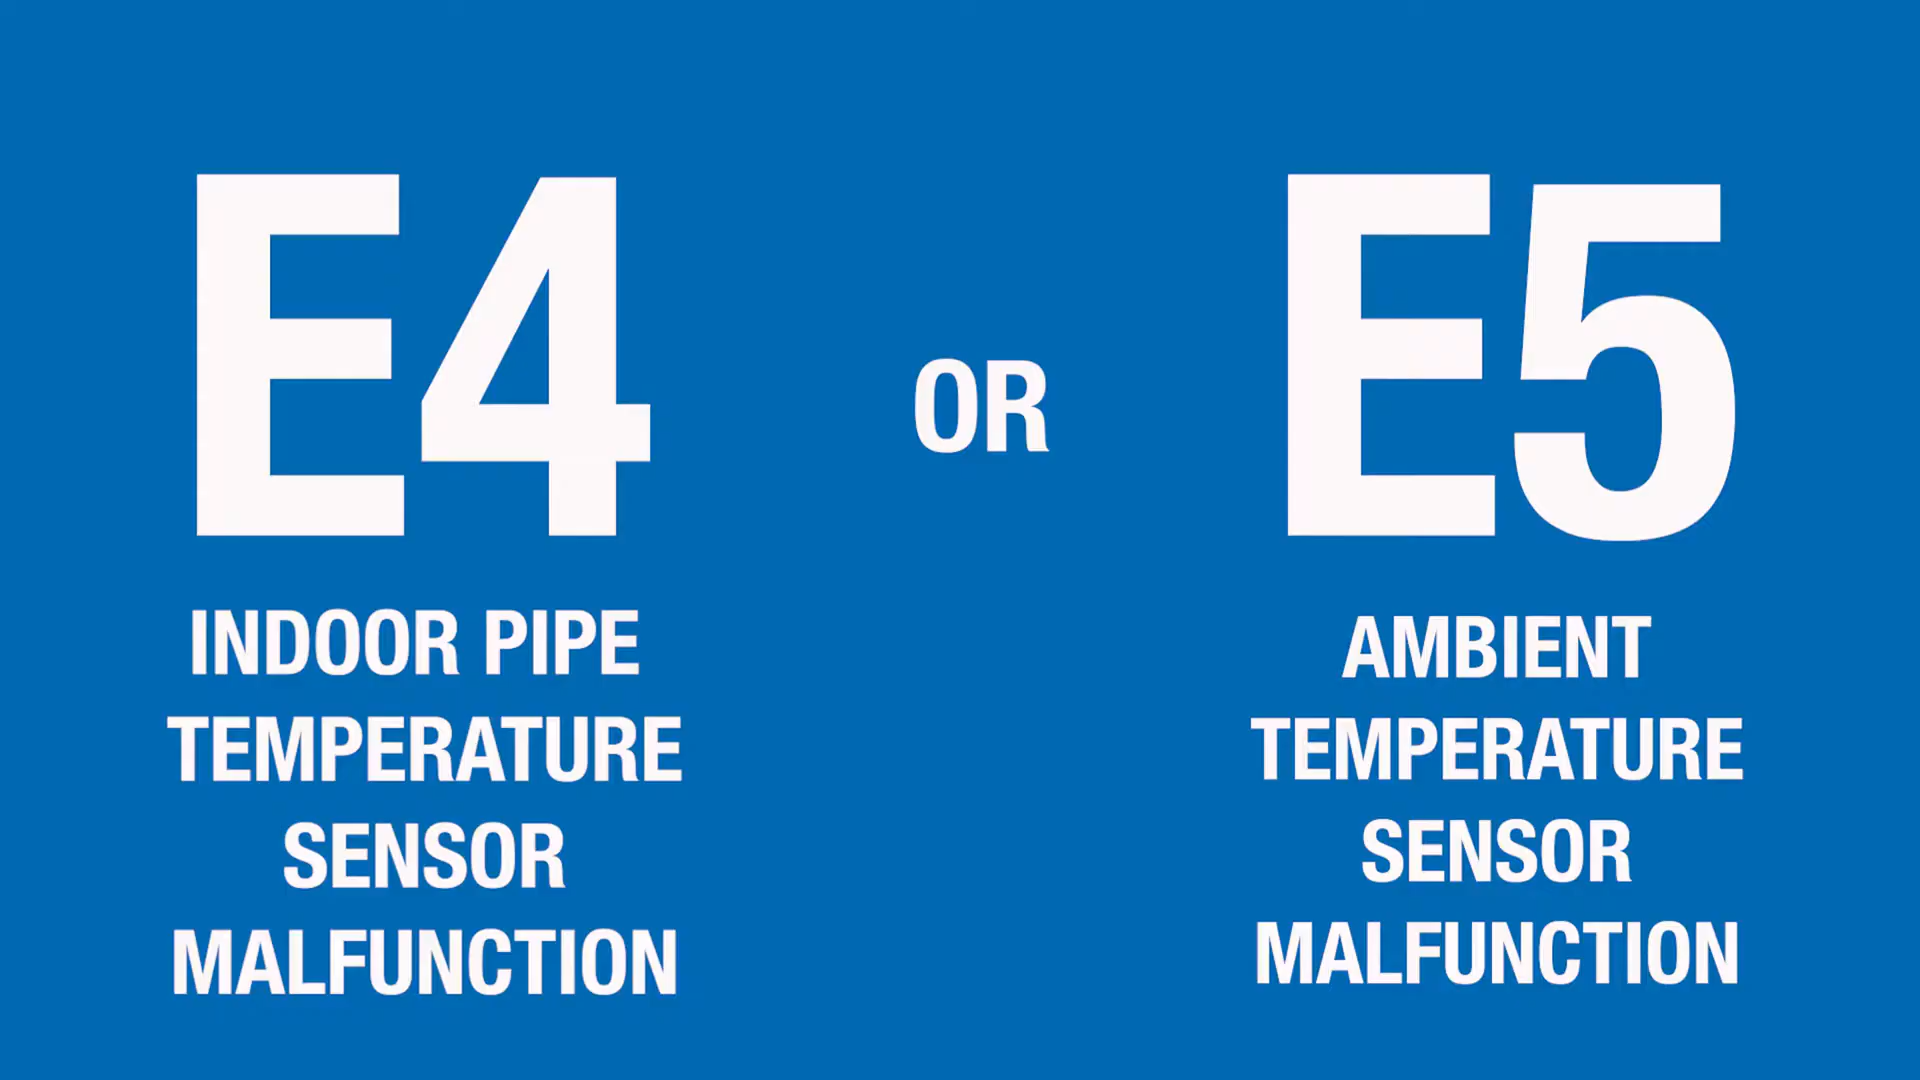 E4
INDOOR PIPE
TEMPERATURE
SENSOR
MALFUNCTION
OR
E5
AMBIENT
TEMPERATURE
SENSOR
MALFUNCTION